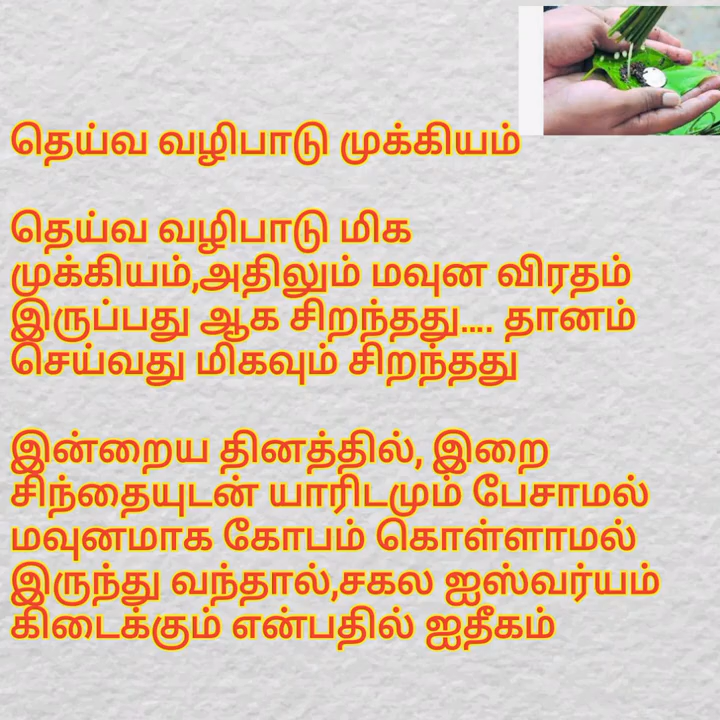 தெய்வ வழிபாடு முக்கியம்
தெய்வ வழிபாடு மிக
முக்கியம்,அதிலும் மவுன விரதம்
இருப்பது ஆக சிறந்தது.... தானம்
செய்வது மிகவும் சிறந்தது
இன்றைய தினத்தில், இறை
சிந்தையுடன் யாரிடமும் பேசாமல்
மவுனமாக கோபம் கொள்ளாமல்
இருந்து வந்தால்,சகல ஐஸ்வர்யம்
கிடைக்கும் என்பதில் ஐதீகம்